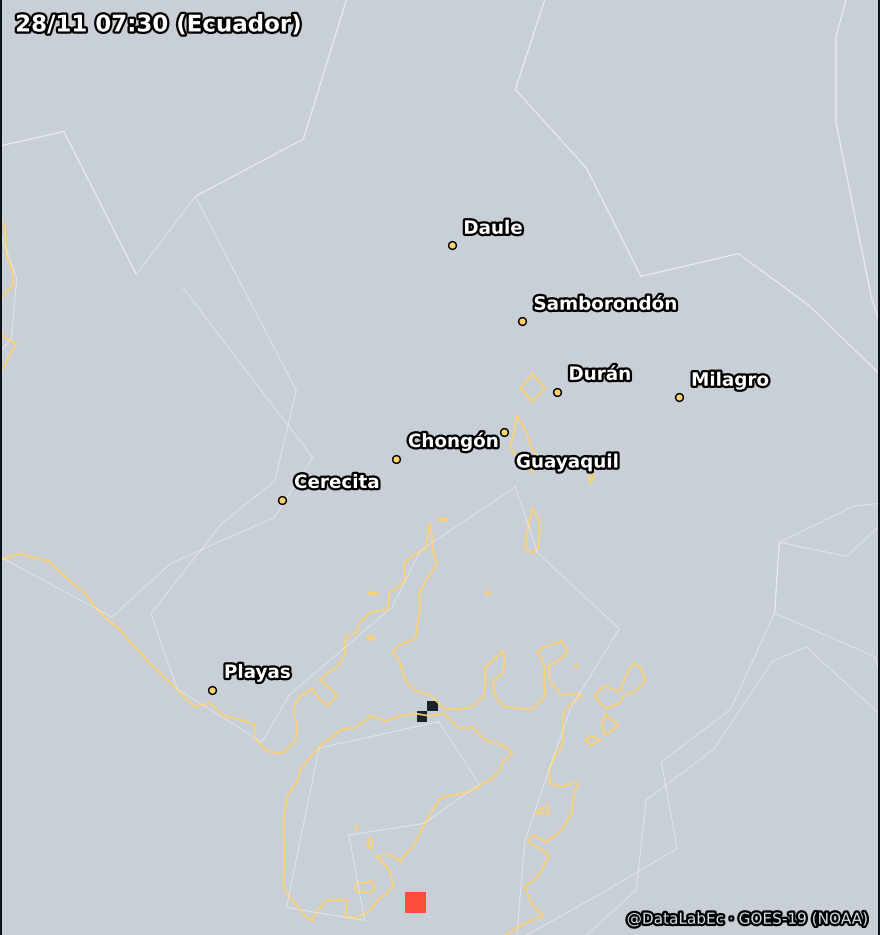 28/11 07:30 (Ecuador)
Daule
Samborondón
Durán
Milagro
Chongón
Guayaquil
Cerecita
Playas
@DataLabEc · GOES-19 (NOAA)